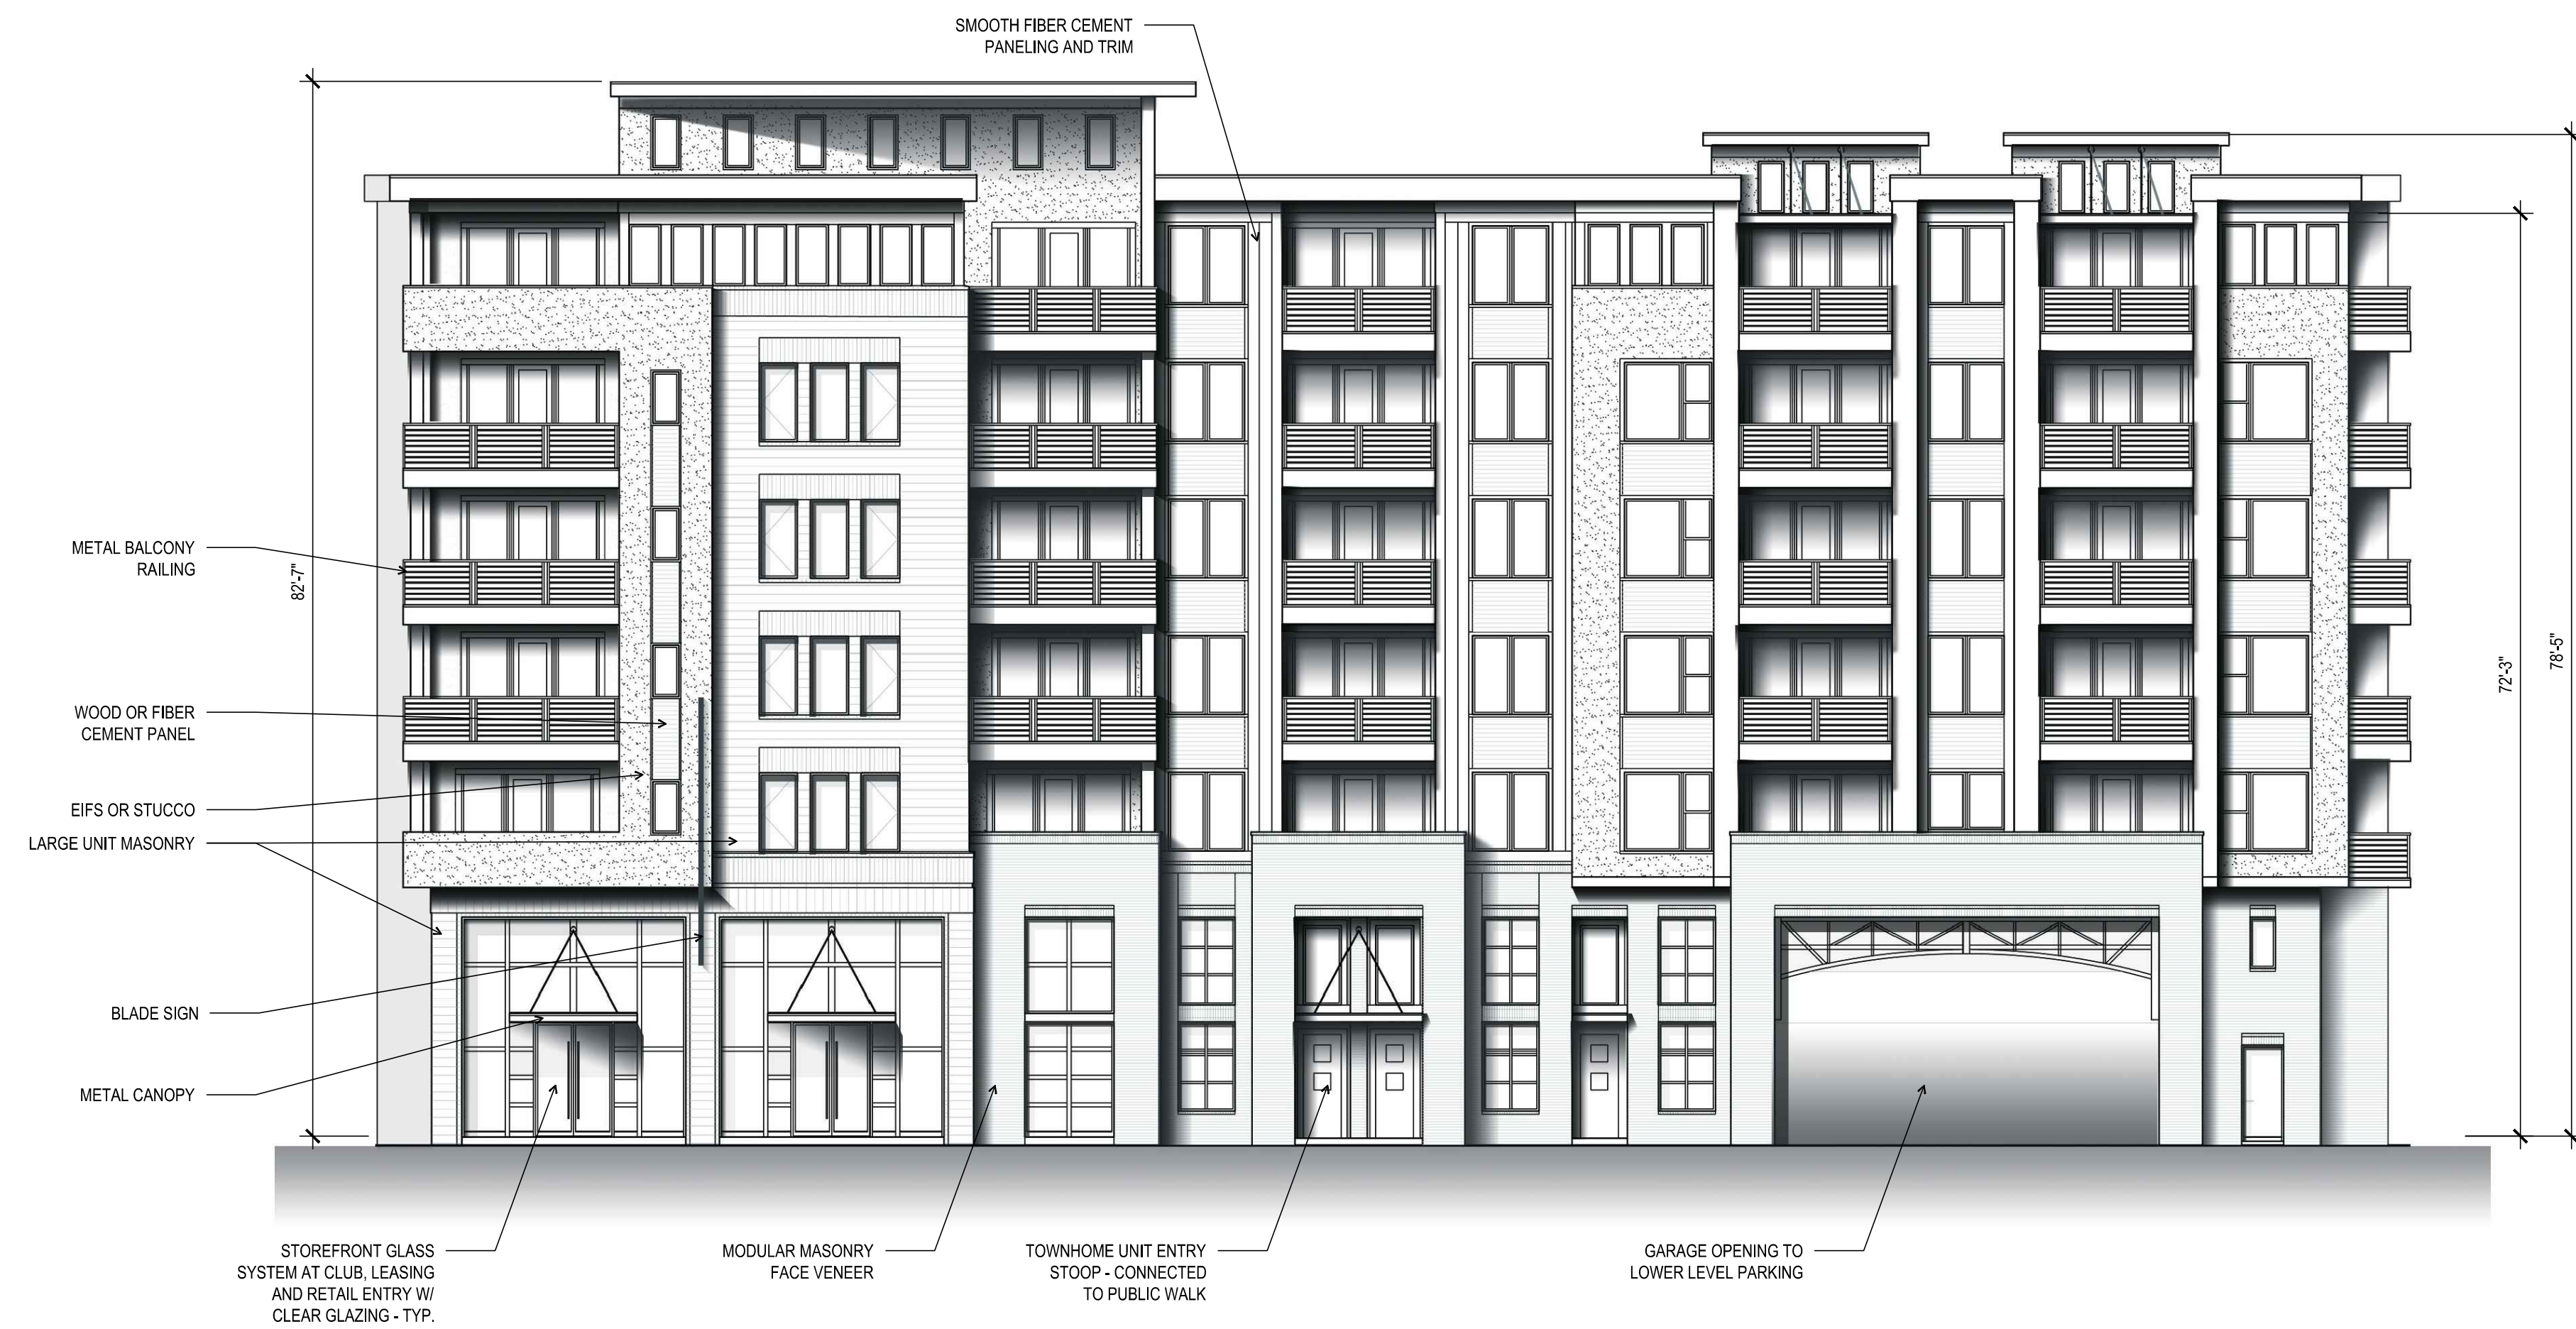 SMOOTH FIBER CEMENT
PANELING AND TRIM
METAL BALCONY
RAILING
82'-7"
WOOD OR FIBER
CEMENT PANEL
EIFS OR STUCCO
LARGE UNIT MASONRY
BLADE SIGN
METAL CANOPY
72'-3"
78'-5"
STOREFRONT GLASS
SYSTEM AT CLUB, LEASING
AND RETAIL ENTRY W/
CLEAR GLAZING - TYP.
MODULAR MASONRY
FACE VENEER
TOWNHOME UNIT ENTRY
STOOP - CONNECTED
TO PUBLIC WALK
GARAGE OPENING TO
LOWER LEVEL PARKING